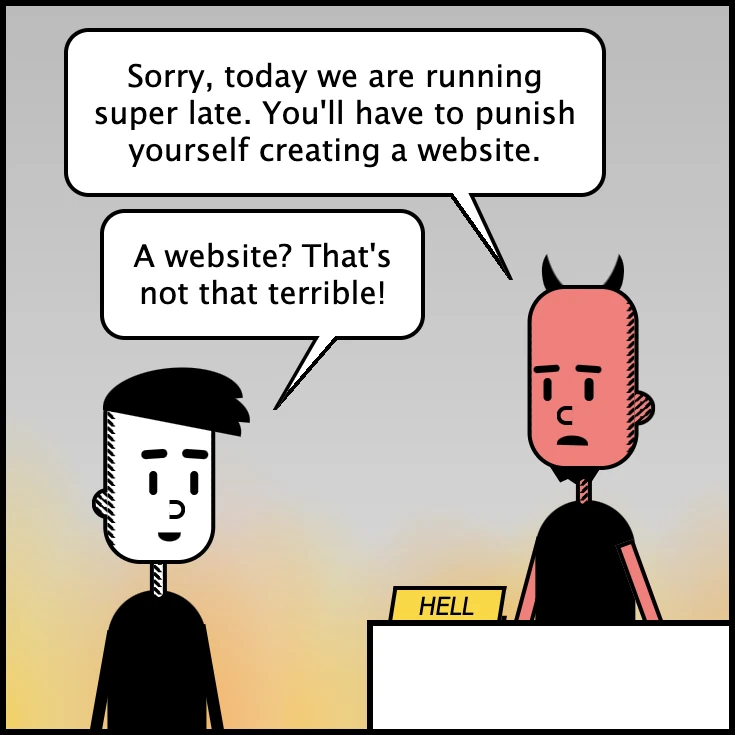 Sorry, today we are running
super late. You'll have to punish
yourself creating a website.
A website? That's
not that terrible!
HELL